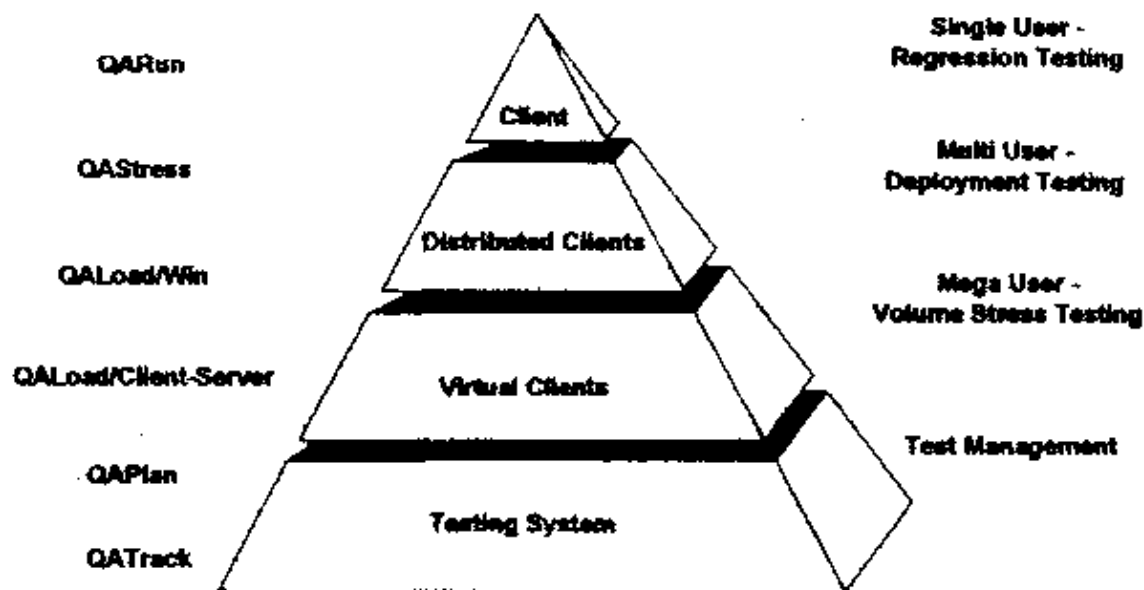 Single User -
Regression Testing
QARun
Client
QAStress
Multi User -
Deployment Testing
Distributed Clients
QALoad/Win
Mega User -
Volume Stress Testing
QALoad/Client-Server
Virtual Clients
Test Management
QAPlan
Testing System
QATrack